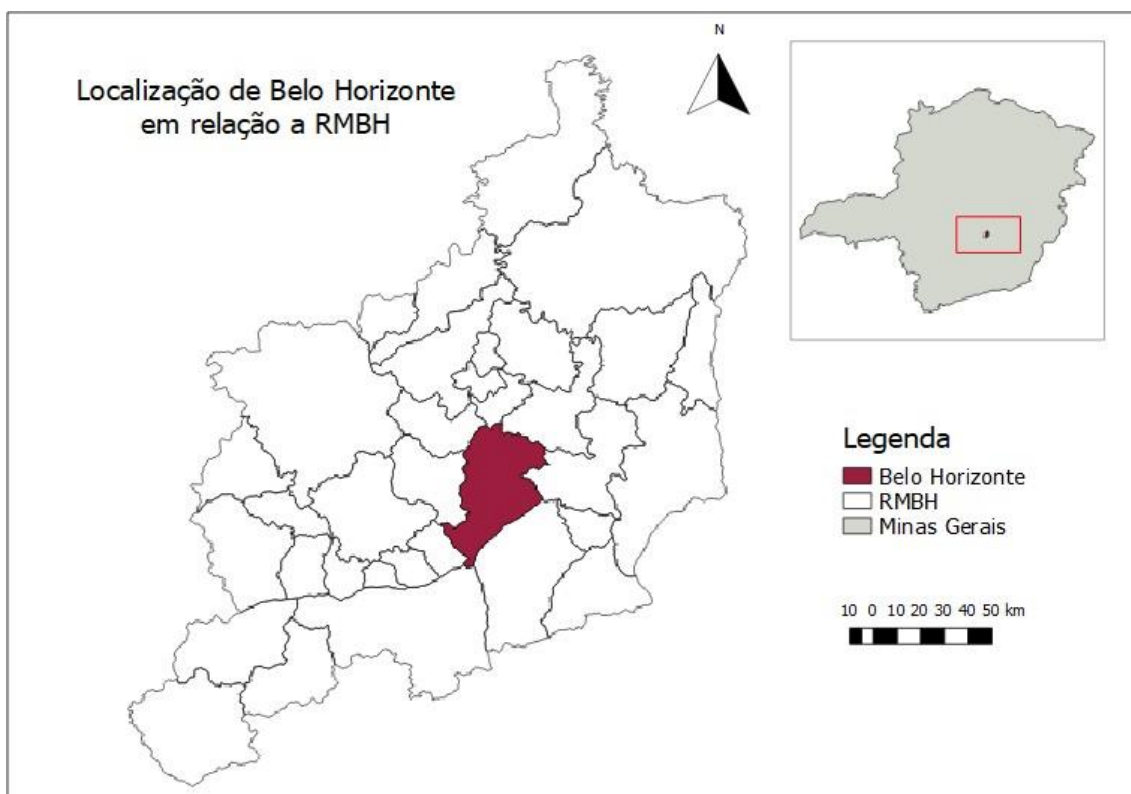 Localização de Belo Horizonte
em relação a RMBH
N
Legenda
Belo Horizonte
RMBH
Minas Gerais
10 0 10 20 30 40 50 km